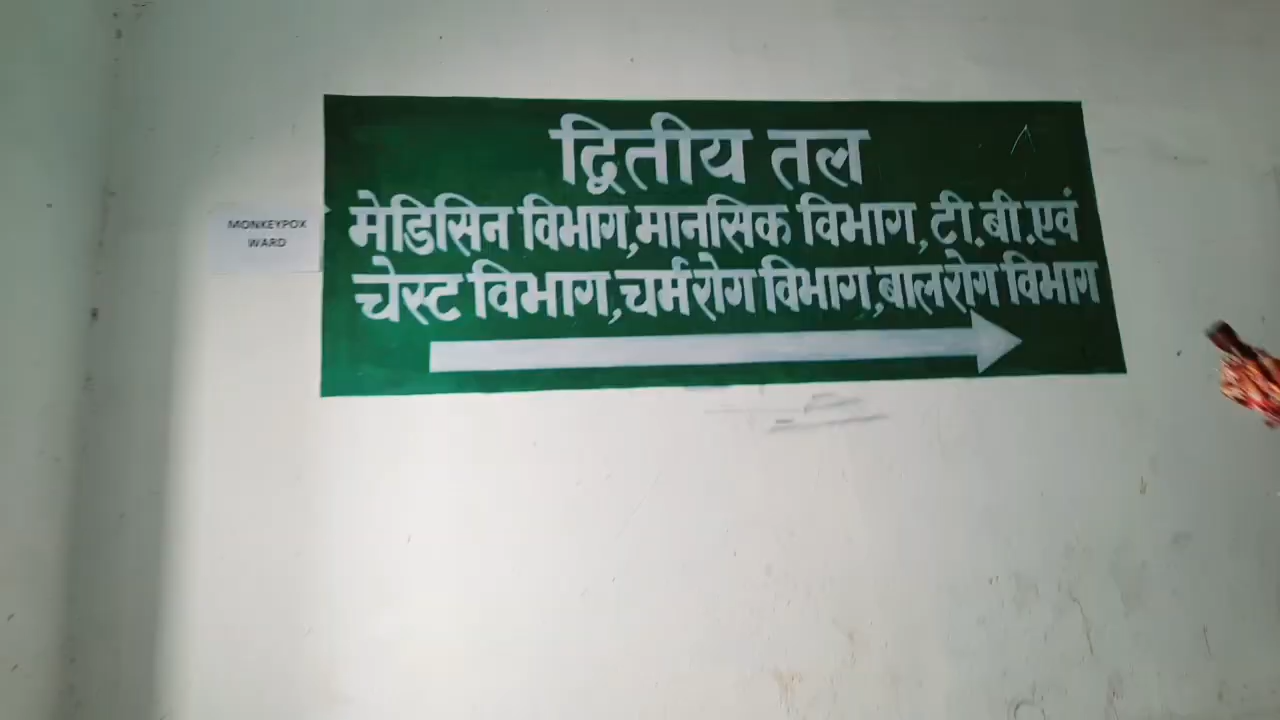 MONKEYPOX
WARD
द्वितीय तल
मेडिसिन विभाग,मानसिक विभाग,टी.बी.एवं
चेस्ट विभाग,चर्मरोग विभाग,बालरोग विभाग